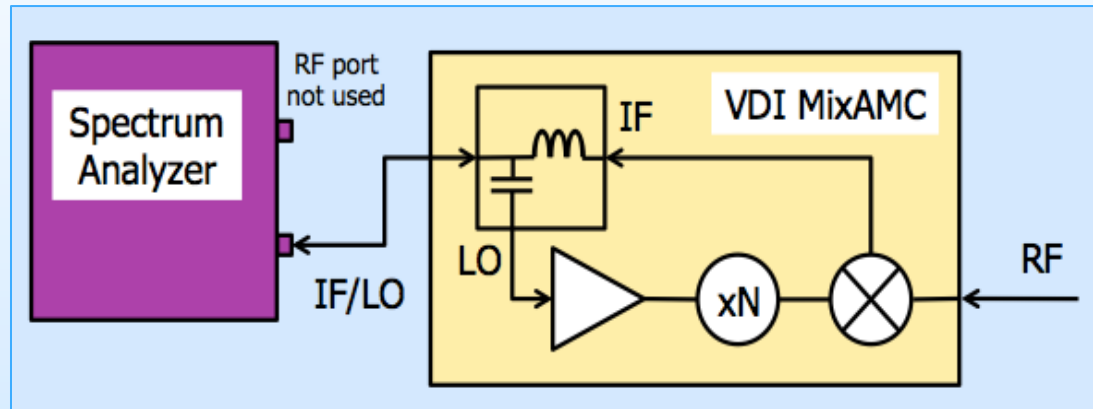 RF port
not used
Spectrum
Analyzer
IF/LO
VDI MixAMC
IF
LO
xN
RF